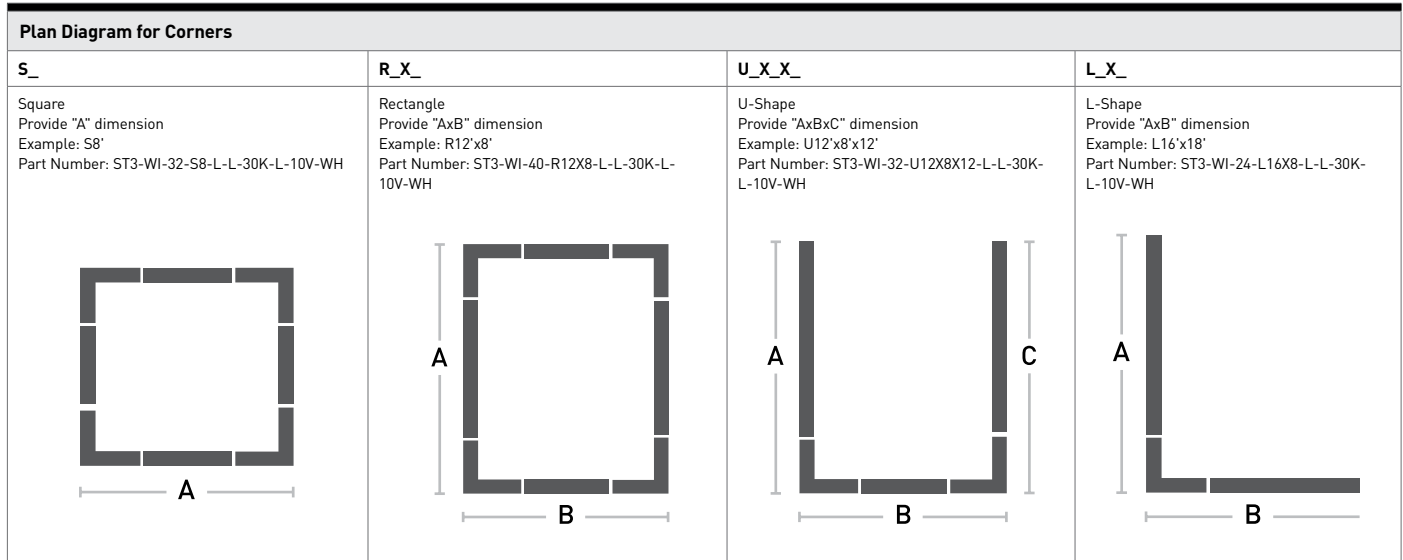 Plan Diagram for Corners
S_
Square
Provide "A" dimension
Example: S8'
Part Number: ST3-WI-32-S8-L-L-30K-L-10V-WH
A
R_X_
Rectangle
Provide "AxB" dimension
Example: R12'x8'
Part Number: ST3-WI-40-R12X8-L-L-30K-L-
10V-WH
A
B
U_X_X_
U-Shape
Provide "AxBxC" dimension
Example: U12'x8'x12'
Part Number: ST3-WI-32-U12X8X12-L-L-30K-
L-10V-WH
A
C
B
L_X_
L-Shape
Provide "AxB" dimension
Example: L16'x18'
Part Number: ST3-WI-24-L16X8-L-L-30K-
L-10V-WH
A
B